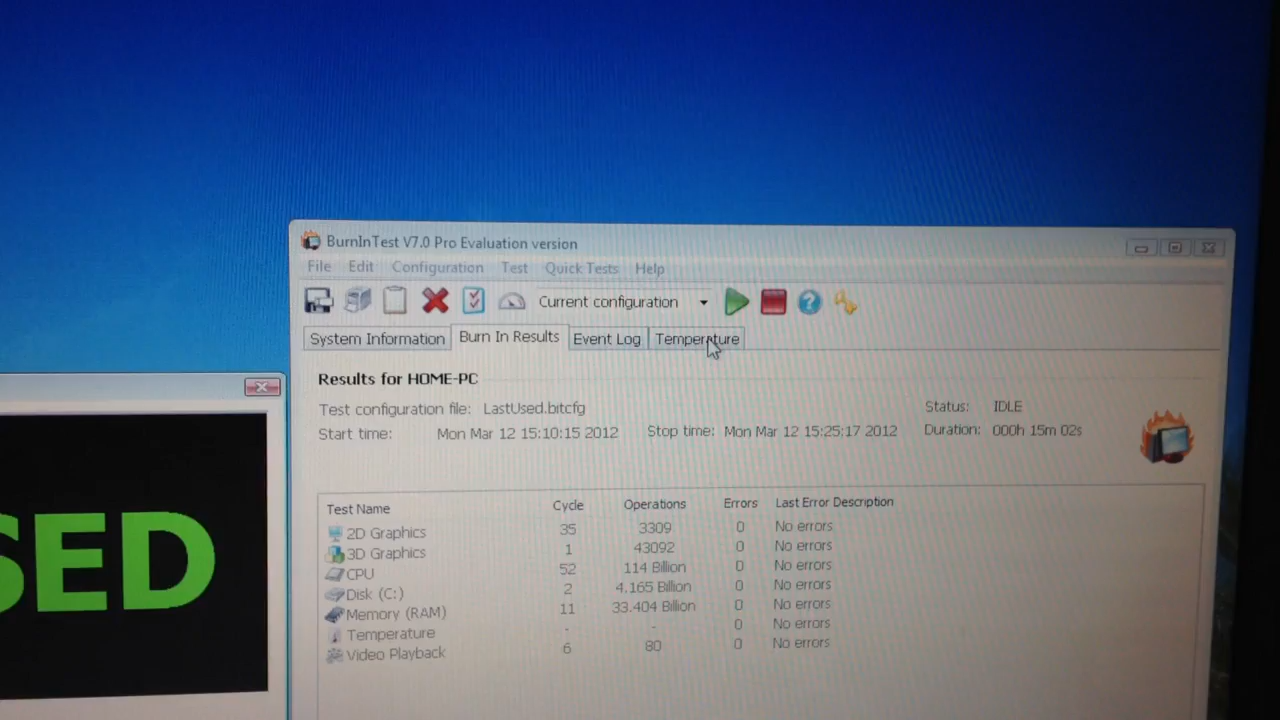 BurnInTest V7.0 Pro Evaluation version
File Edit Configuration Test Quick Tests Help
Current configuration
System Information Burn In Results Event Log Temperature
Results for HOME-PC
Test configuration file: LastUsed.bitcfg Status: IDLE
Start time: Mon Mar 12 15:10:15 2012 Stop time: Mon Mar 12 15:25:17 2012 Duration: 000h 15m 02s
Test Name Cycle Operations Errors Last Error Description
2D Graphics 35 3309 0 No errors
3D Graphics 1 43092 0 No errors
CPU 52 114 Billion 0 No errors
Disk (C:) 2 4.165 Billion 0 No errors
Memory (RAM) 11 33.404 Billion 0 No errors
Temperature - - 0 No errors
Video Playback 6 80 0 No errors
SED